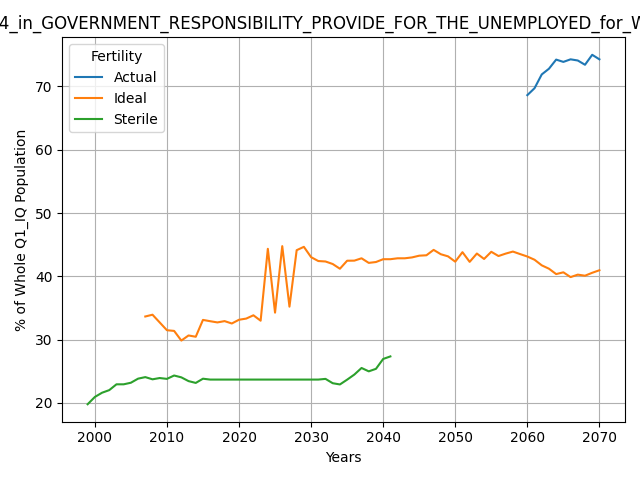 4_in_GOVERNMENT_RESPONSIBILITY_PROVIDE_FOR_THE_UNEMPLOYED_for_W
Fertility
Actual
Ideal
Sterile
% of Whole Q1_IQ Population
70
60
50
40
30
20
2000 2010 2020 2030 2040 2050 2060 2070
Years